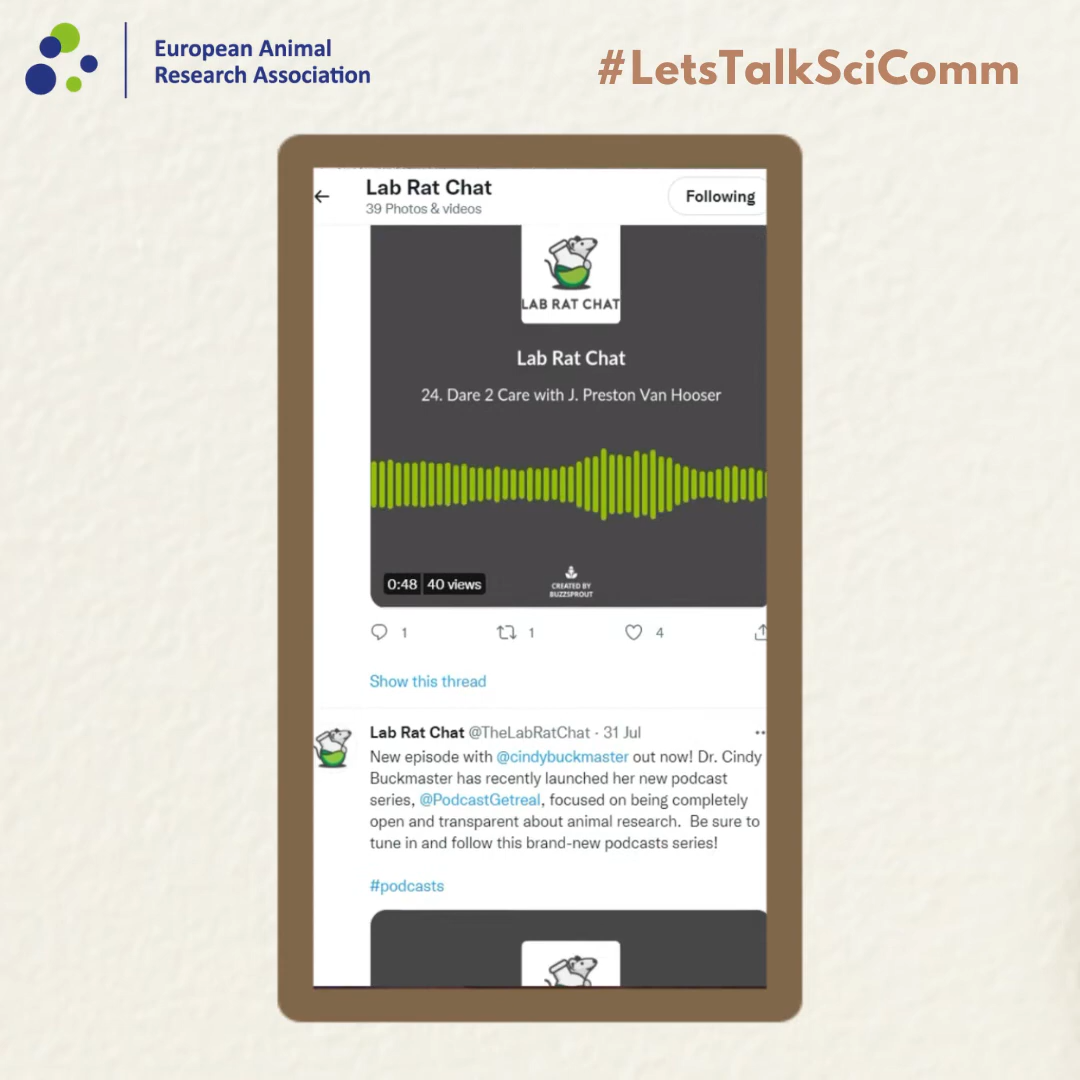 European Animal
Research Association
#LetsTalkSciComm
Lab Rat Chat
39 Photos & videos
Following
LAB RAT CHAT
Lab Rat Chat
24. Dare 2 Care with J. Preston Van Hooser
0:48 40 views
CREATED BY
BUZZSPROUT
1 1 4
Show this thread
Lab Rat Chat @TheLabRatChat · 31 Jul
New episode with @cindybuckmaster out now! Dr. Cindy
Buckmaster has recently launched her new podcast
series, @PodcastGetreal, focused on being completely
open and transparent about animal research. Be sure to
tune in and follow this brand-new podcasts series!
#podcasts